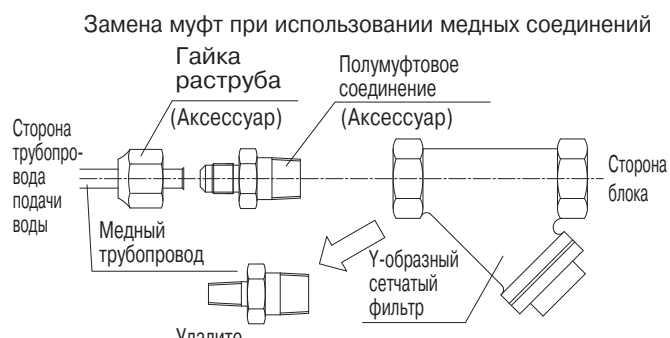 Замена муфт при использовании медных соединений
Гайка
раструба
(Аксессуар)
Полумуфтовое
соединение
(Аксессуар)
Сторона
трубопро-
вода
подачи
воды
Медный
трубопровод
Y-образный
сетчатый
фильтр
Сторона
блока
Удалите